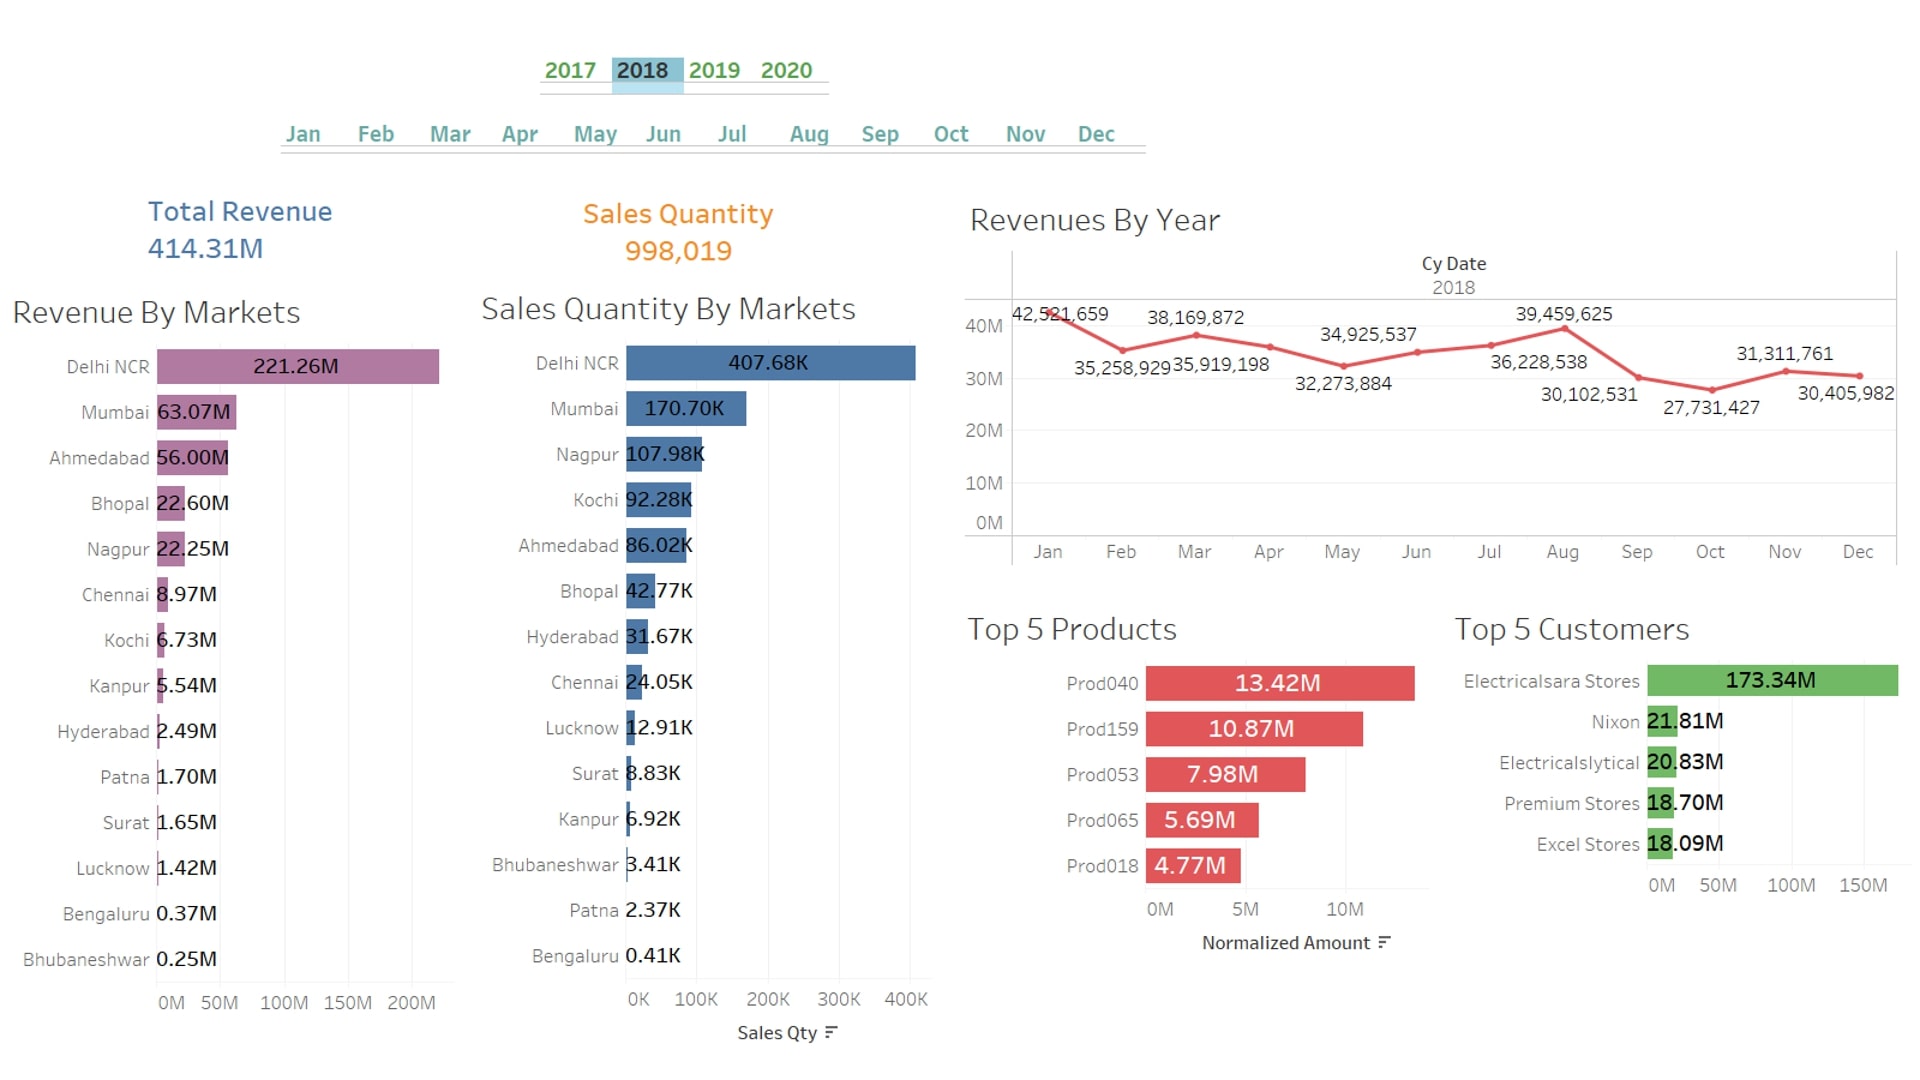 2017 2018 2019 2020
Jan Feb Mar Apr May Jun Jul Aug Sep Oct Nov Dec
Total Revenue
414.31M
Sales Quantity
998,019
Revenue By Markets
Delhi NCR 221.26M
Mumbai 63.07M
Ahmedabad 56.00M
Bhopal 22.60M
Nagpur 22.25M
Chennai 8.97M
Kochi 6.73M
Kanpur 5.54M
Hyderabad 2.49M
Patna 1.70M
Surat 1.65M
Lucknow 1.42M
Bengaluru 0.37M
Bhubaneshwar 0.25M
0M 50M 100M 150M 200M
Sales Quantity By Markets
Delhi NCR 407.68K
Mumbai 170.70K
Nagpur 107.98K
Kochi 92.28K
Ahmedabad 86.02K
Bhopal 42.77K
Hyderabad 31.67K
Chennai 24.05K
Lucknow 12.91K
Surat 8.83K
Kanpur 6.92K
Bhubaneshwar 3.41K
Patna 2.37K
Bengaluru 0.41K
0K 100K 200K 300K 400K
Sales Qty
Revenues By Year
Cy Date
2018
40M
30M
20M
10M
0M
42,521,659
35,258,929
38,169,872
35,919,198
32,273,884
34,925,537
36,228,538
39,459,625
30,102,531
27,731,427
31,311,761
30,405,982
Jan Feb Mar Apr May Jun Jul Aug Sep Oct Nov Dec
Top 5 Products
Prod040 13.42M
Prod159 10.87M
Prod053 7.98M
Prod065 5.69M
Prod018 4.77M
0M 5M 10M
Normalized Amount
Top 5 Customers
Electricalsara Stores 173.34M
Nixon 21.81M
Electricalslytical 20.83M
Premium Stores 18.70M
Excel Stores 18.09M
0M 50M 100M 150M